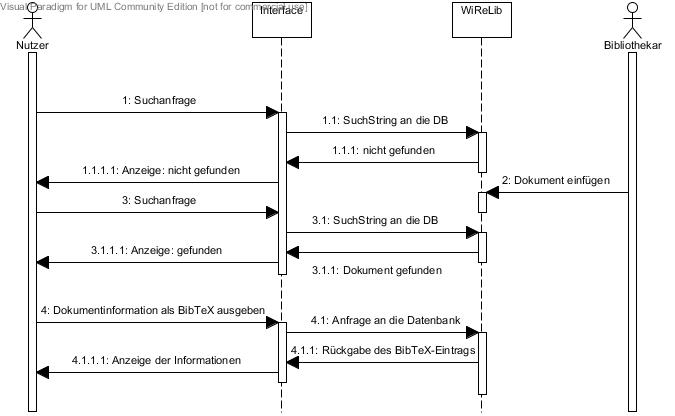 Visual Paradigm for UML Community Edition [not for commercial use]
Interface
WiReLib
Nutzer
Bibliothekar
1: Suchanfrage
1.1: SuchString an die DB
1.1.1: nicht gefunden
1.1.1.1: Anzeige: nicht gefunden
2: Dokument einfügen
3: Suchanfrage
3.1: SuchString an die DB
3.1.1.1: Anzeige: gefunden
3.1.1: Dokument gefunden
4: Dokumentinformation als BibTeX ausgeben
4.1: Anfrage an die Datenbank
4.1.1: Rückgabe des BibTeX-Eintrags
4.1.1.1: Anzeige der Informationen